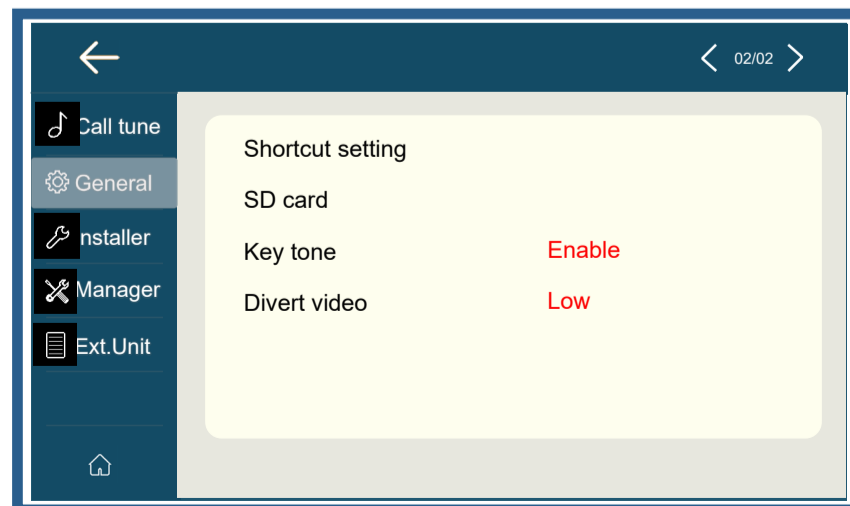 02/02
Call tune
General
nstaller
Manager
Ext.Unit
Shortcut setting
SD card
Key tone Enable
Divert video Low